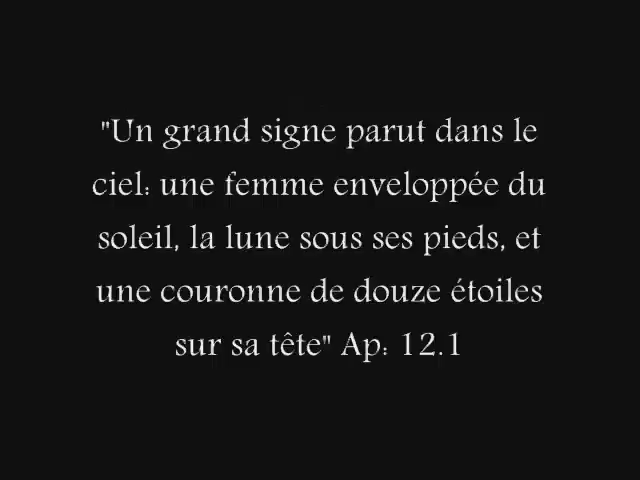 "Un grand signe parut dans le
ciel: une femme enveloppée du
soleil, la lune sous ses pieds, et
une couronne de douze étoiles
sur sa tête" Ap: 12.1